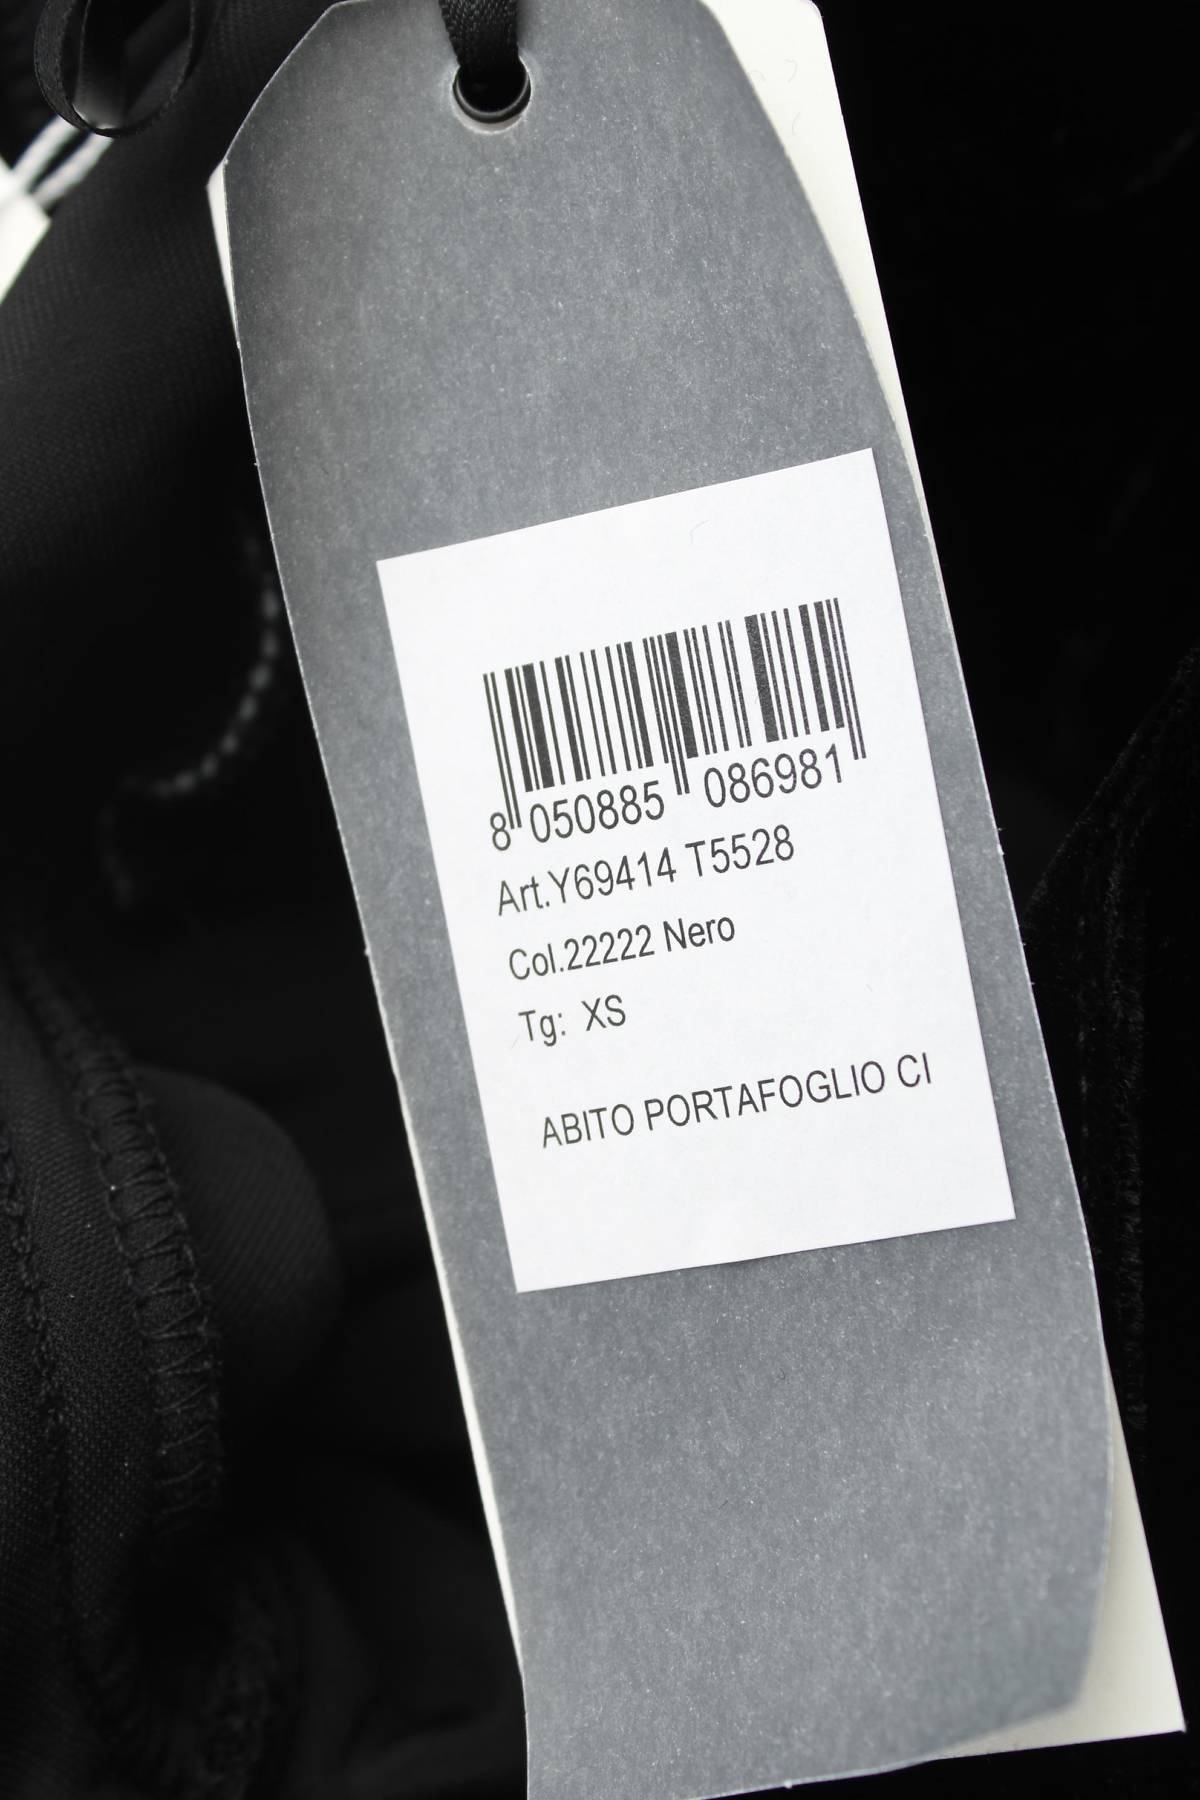 8 050885 086981
Art.Y69414 T5528
Col.22222 Nero
Tg: XS
ABITO PORTAFOGLIO CI